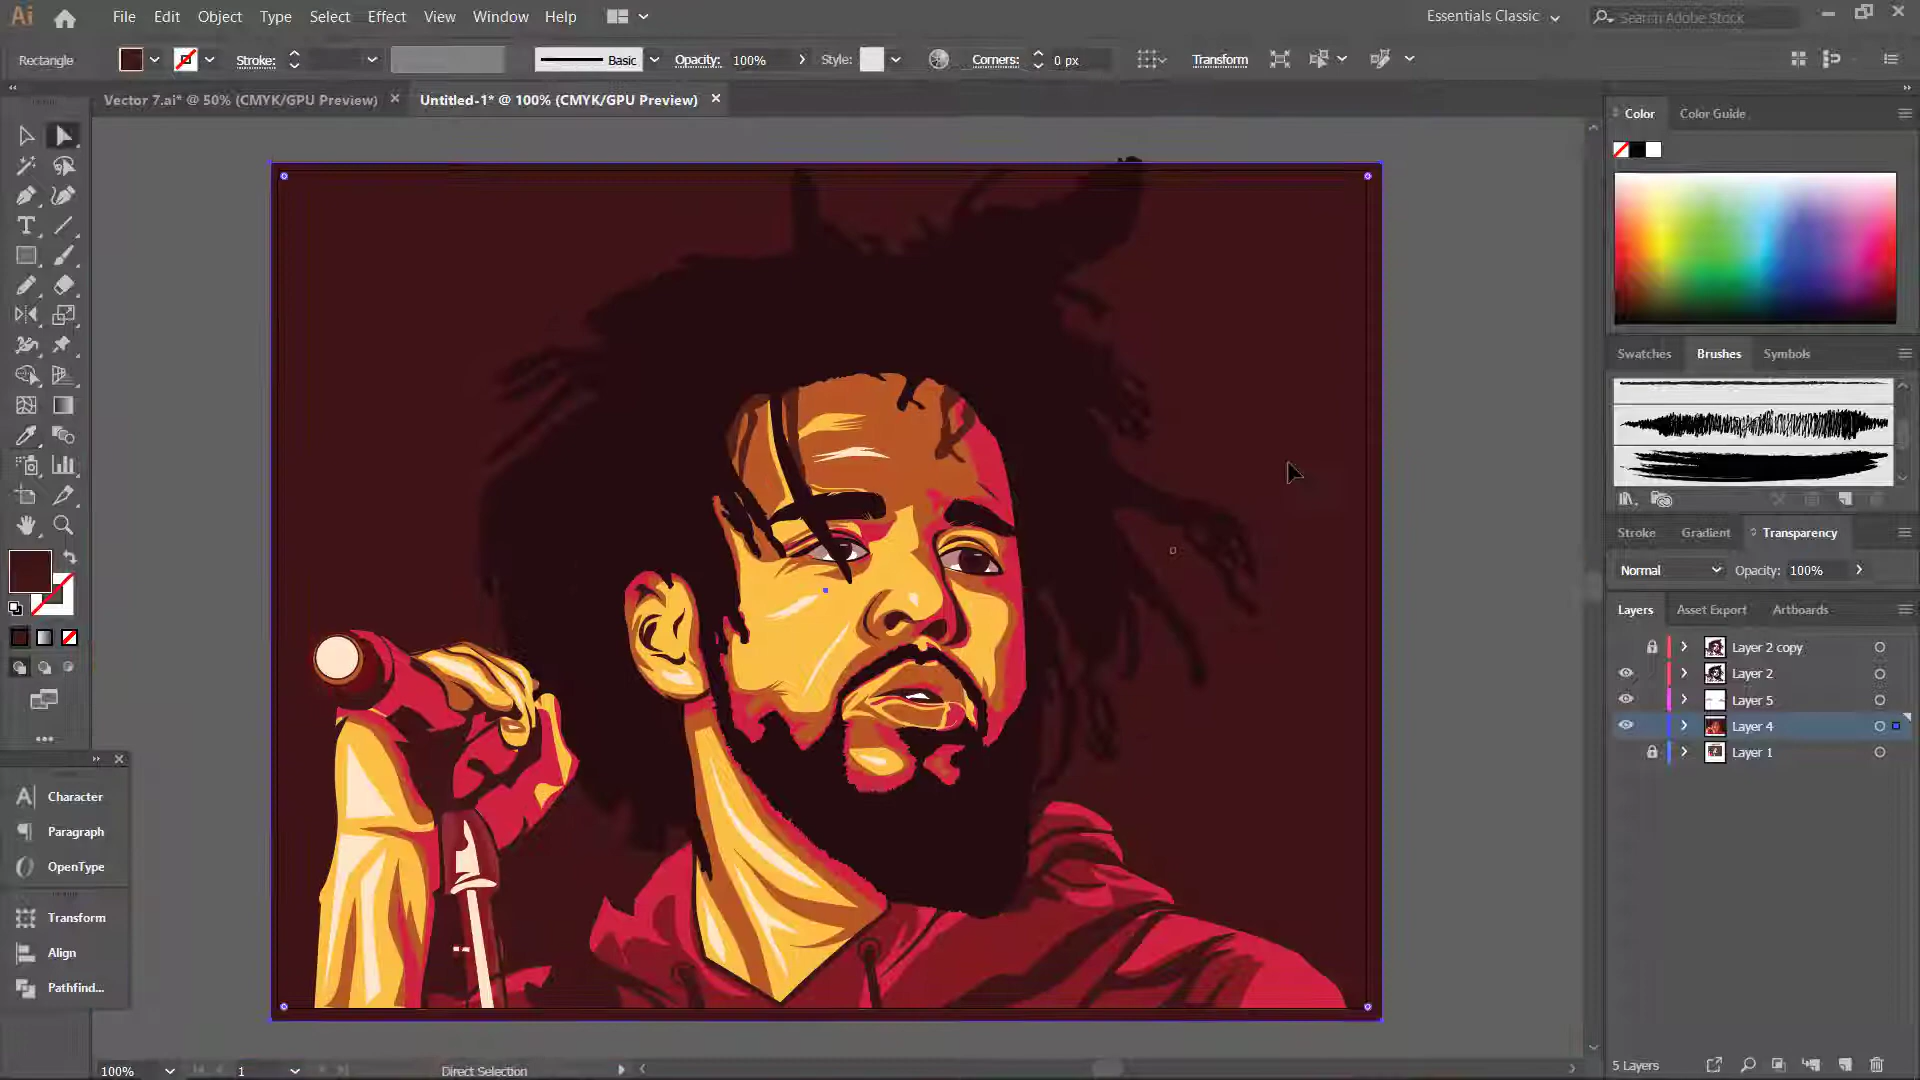 Ai File Edit Object Type Select Effect View Window Help Essentials Classic Search Adobe Stock
Rectangle Stroke: Basic Opacity: 100% Style: Corners: 0 px Transform
Vector 7.ai* @ 50% (CMYK/GPU Preview) Untitled-1* @ 100% (CMYK/GPU Preview)
Color Color Guide
Swatches Brushes Symbols
Stroke Gradient Transparency
Normal Opacity: 100%
Layers Asset Export Artboards
Layer 2 copy
Layer 2
Layer 5
Layer 4
Layer 1
Character
Paragraph
OpenType
Transform
Align
Pathfind...
100% 1 Direct Selection
5 Layers